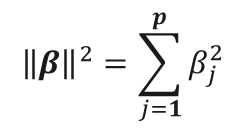 ‖β‖² = ∑_{j=1}^{p} β_j²